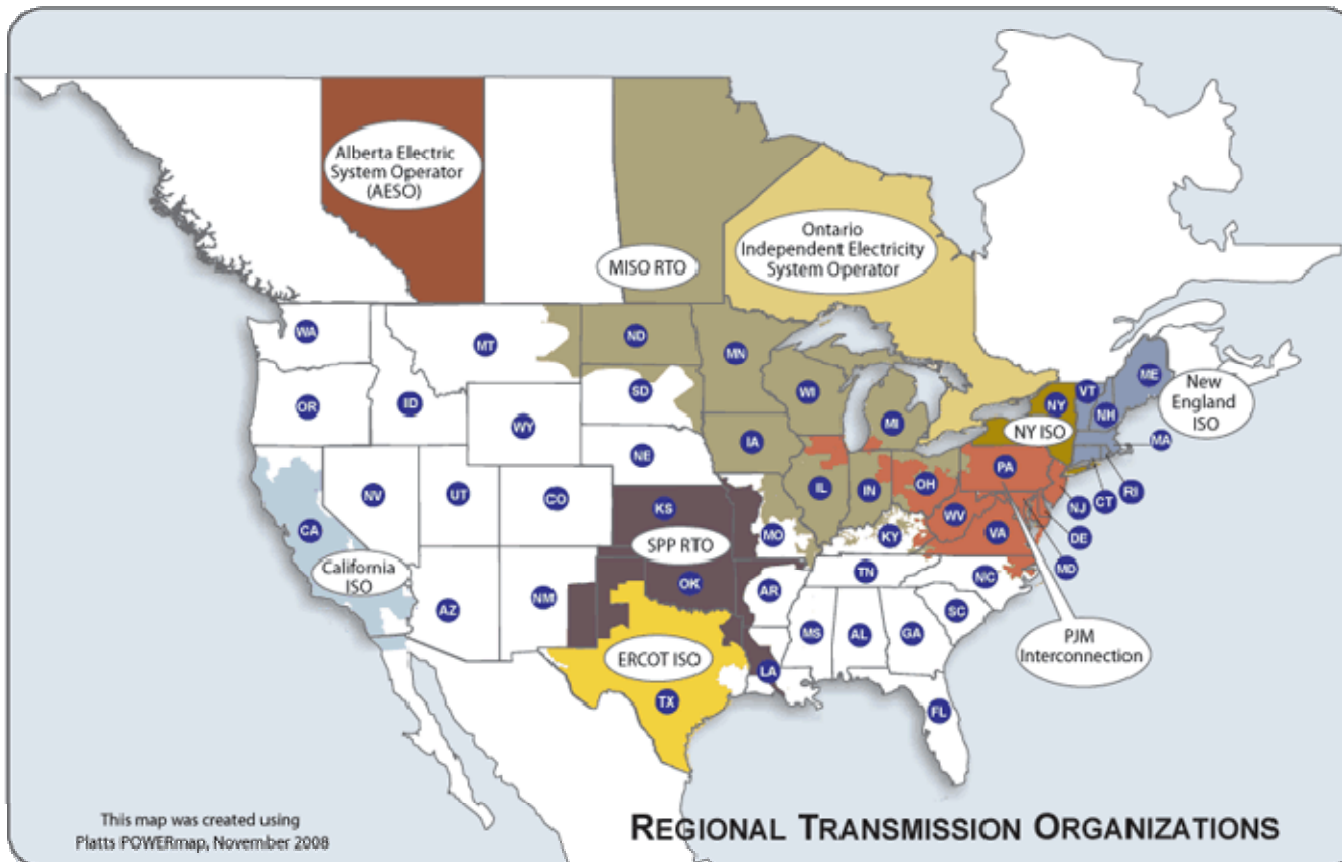 Alberta Ellectric
System Operator
(AESO)
Ontario
Independent Electricity
System Operator
MISO RTO
WA
MT
ND
MN
OR
ID
WY
SD
WI
MI
NY
VT
NH
ME
New
England
ISO
NY ISO
MA
IA
NE
PA
NV
UT
CO
KS
IL
IN
OH
WV
VA
NJ
CT
RI
DE
MD
CA
California
ISO
SPP RTO
MO
KY
AZ
NM
OK
AR
TN
NC
SC
MS
AL
GA
PJM
Interconnection
ERCOT ISO
TX
LA
FL
This map was created using
Platts POWERmap, November 2008
REGIONAL TRANSMISSION ORGANIZATIONS